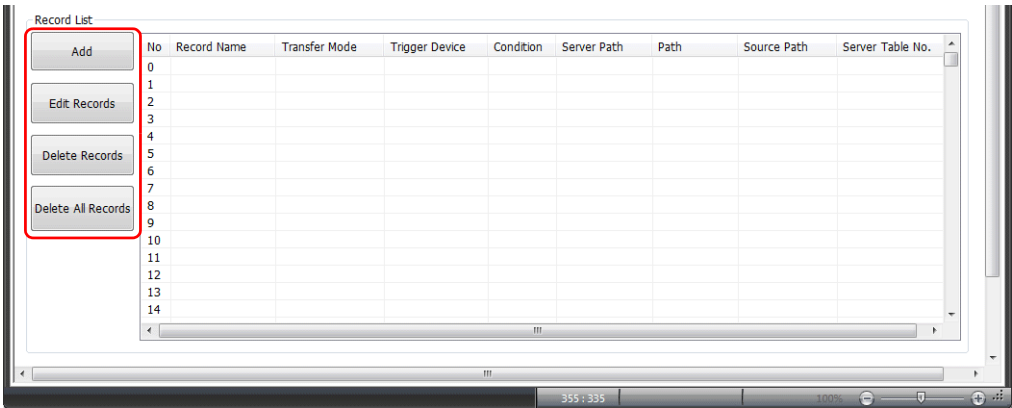 Record List
Add
Edit Records
Delete Records
Delete All Records
No Record Name Transfer Mode Trigger Device Condition Server Path Path Source Path Server Table No.
0
1
2
3
4
5
6
7
8
9
10
11
12
13
14
355 : 335
100%